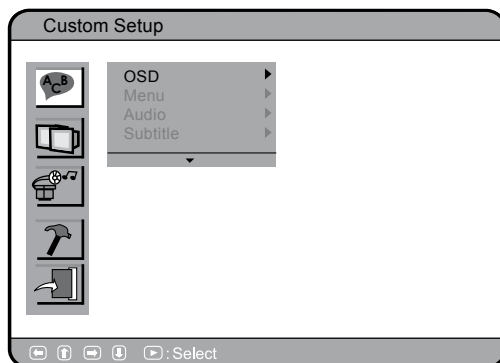 Custom Setup
A C B
OSD
Menu
Audio
Subtitle
: Select